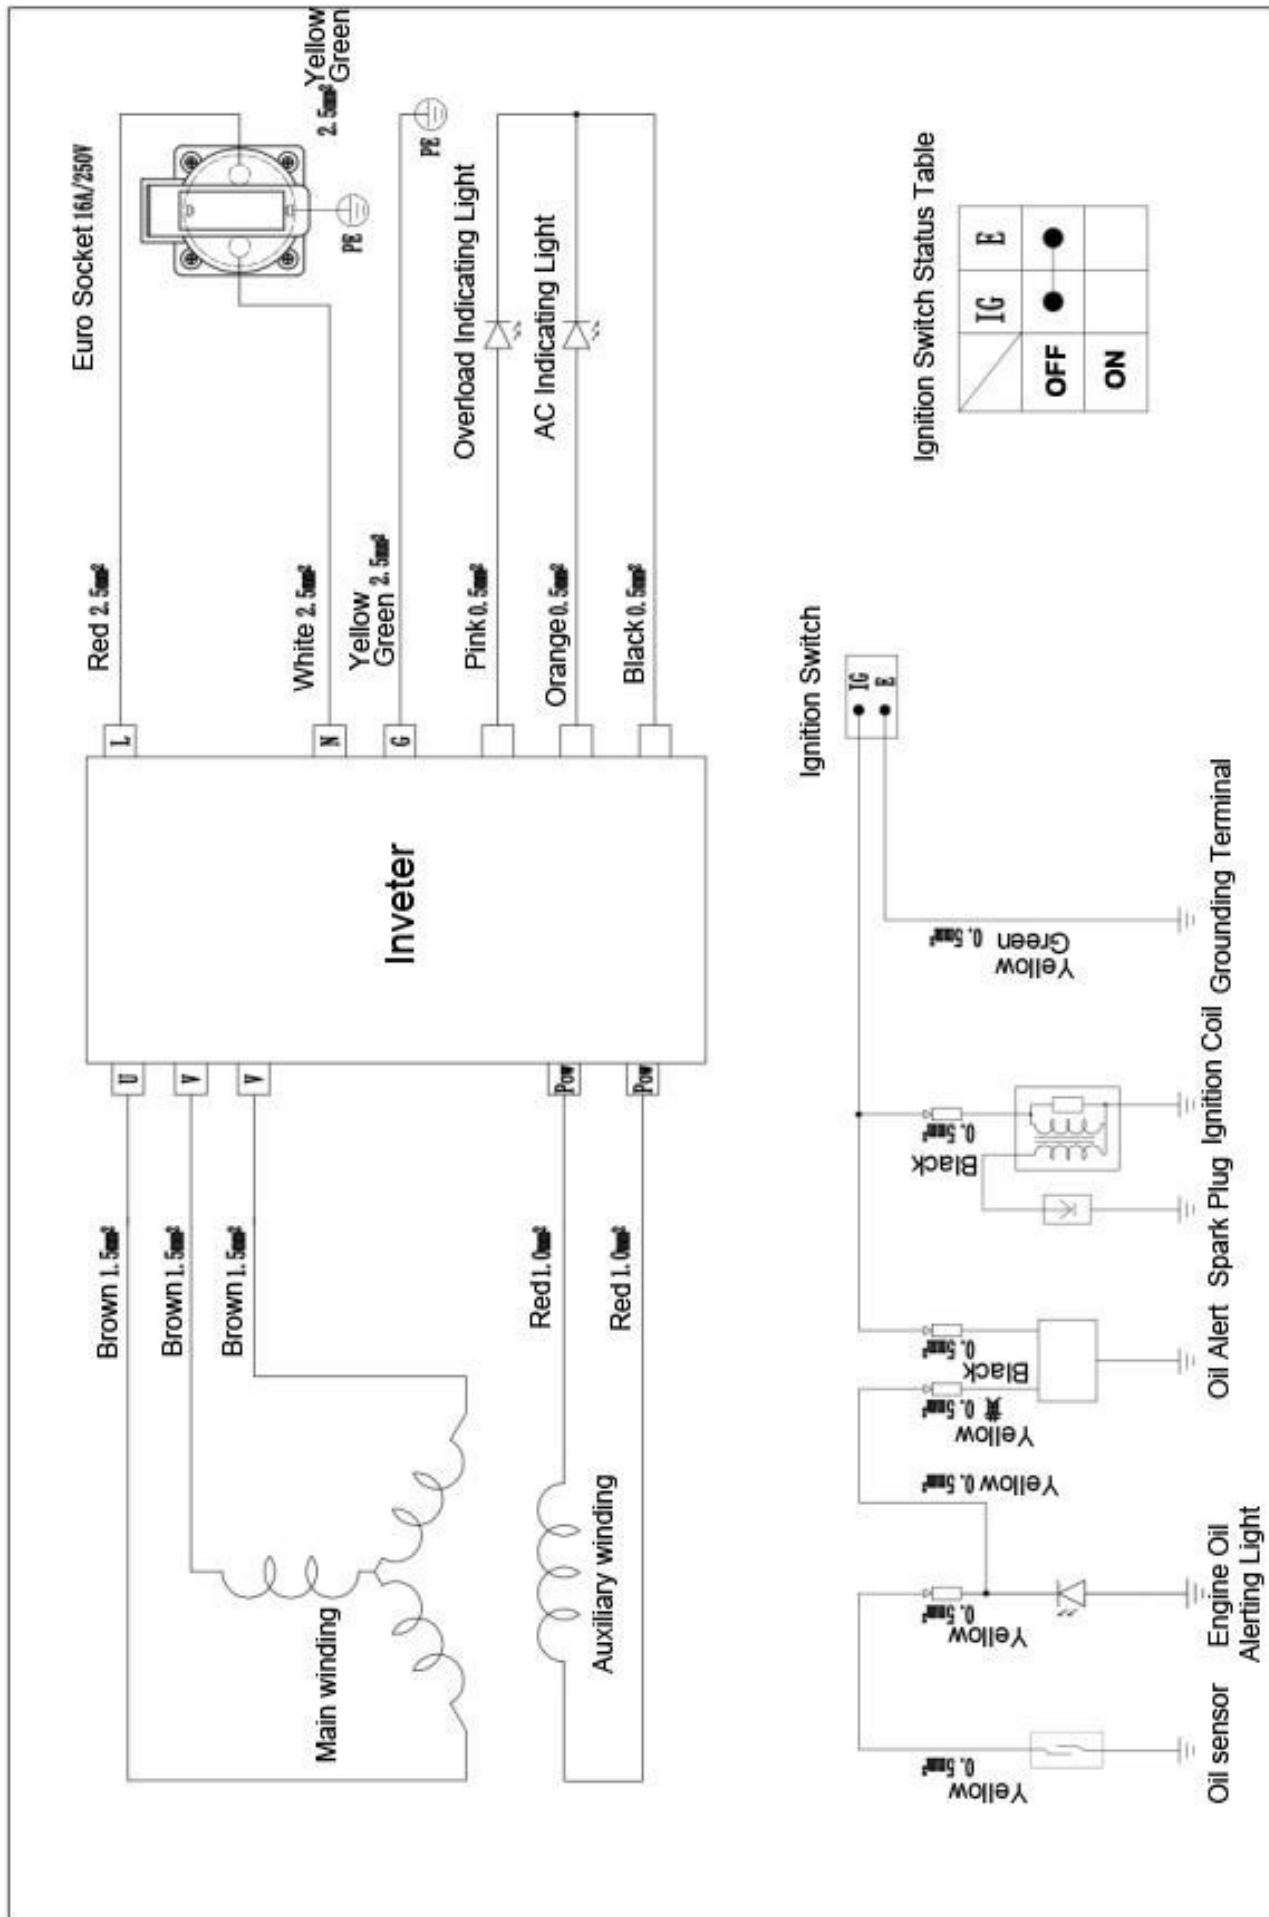 Euro Socket 16A/250V
Yellow
Green
2.5mm²
PE
PE
Red 2.5mm²
White 2.5mm²
Yellow
Green 2.5mm²
Pink 0.5mm²
Orange 0.5mm²
Black 0.5mm²
Overload Indicating Light
AC Indicating Light
L
N
G
Inveter
U
V
V
Pow
Pow
Brown 1.5mm²
Brown 1.5mm²
Brown 1.5mm²
Red 1.0mm²
Red 1.0mm²
Main winding
Auxiliary winding
Ignition Switch Status Table
IG E
OFF
ON
Ignition Switch
IG
E
Yellow
Green 0.5mm²
Black
0.5mm²
Black
0.5mm²
Yellow
黄 0.5mm²
Yellow 0.5mm²
Yellow
0.5mm²
Yellow
0.5mm²
Oil sensor
Engine Oil
Alerting Light
Oil Alert
Spark Plug
Ignition Coil
Grounding Terminal